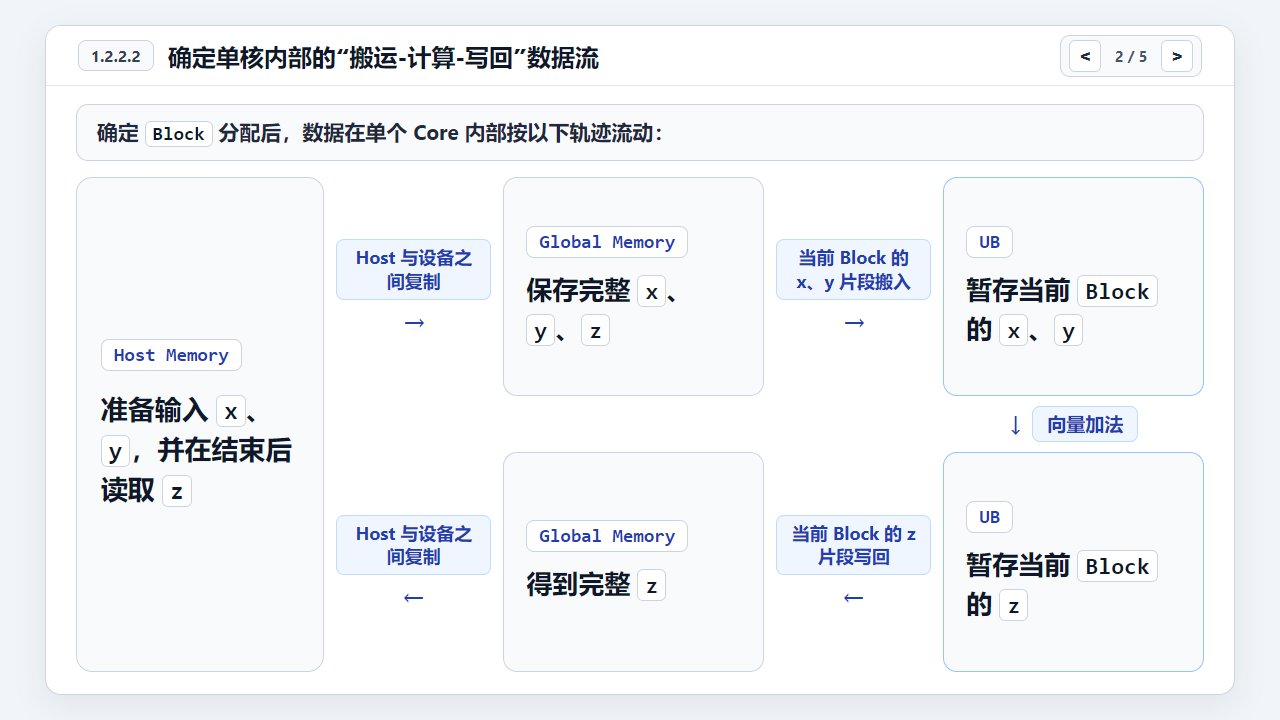 1.2.2.2 确定单核内部的“搬运-计算-写回”数据流
< 2 / 5 >
确定 Block 分配后，数据在单个 Core 内部按以下轨迹流动：
Host Memory
准备输入 x、
y，并在结束后
读取 z
Host 与设备之
间复制
→
Global Memory
保存完整 x、
y、z
当前 Block 的
x、y 片段搬入
→
UB
暂存当前 Block
的 x、y
↓ 向量加法
UB
暂存当前 Block
的 z
当前 Block 的 z
片段写回
←
Global Memory
得到完整 z
Host 与设备之
间复制
←